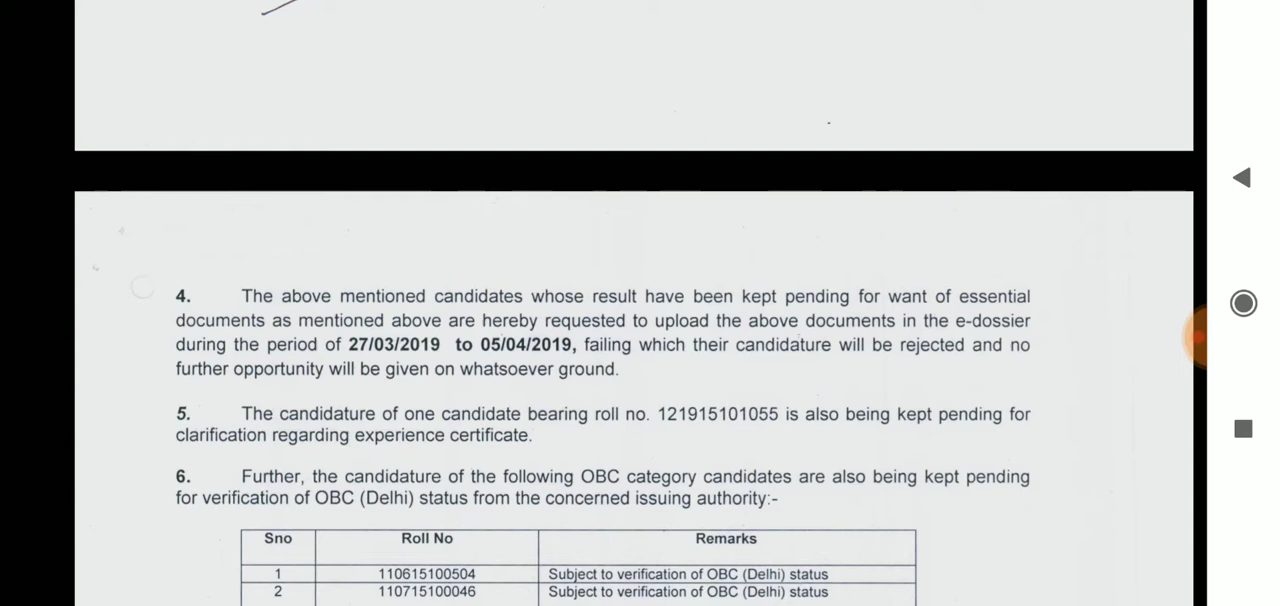 4. The above mentioned candidates whose result have been kept pending for want of essential
documents as mentioned above are hereby requested to upload the above documents in the e-dossier
during the period of 27/03/2019 to 05/04/2019, failing which their candidature will be rejected and no
further opportunity will be given on whatsoever ground.
5. The candidature of one candidate bearing roll no. 121915101055 is also being kept pending for
clarification regarding experience certificate.
6. Further, the candidature of the following OBC category candidates are also being kept pending
for verification of OBC (Delhi) status from the concerned issuing authority:-
Sno Roll No Remarks
1 110615100504 Subject to verification of OBC (Delhi) status
2 110715100046 Subject to verification of OBC (Delhi) status